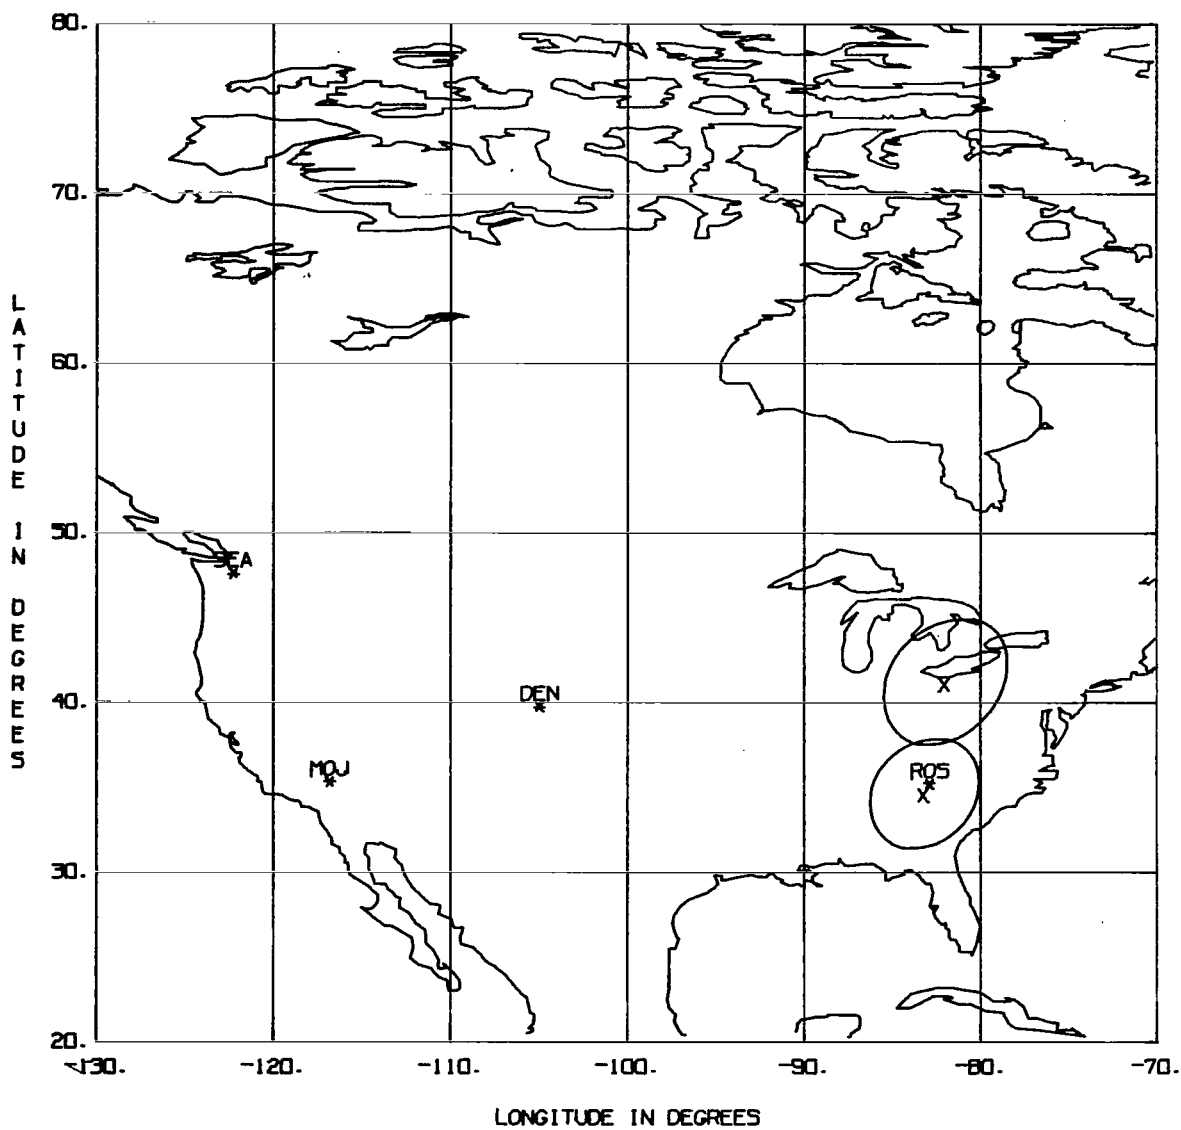 80.
70.
60.
50.
40.
30.
20.
LATITUDE IN DEGREES
SEA
*
DEN
*
MOJ
*
X
ROS
*
X
-130. -120. -110. -100. -90. -80. -70.
LONGITUDE IN DEGREES